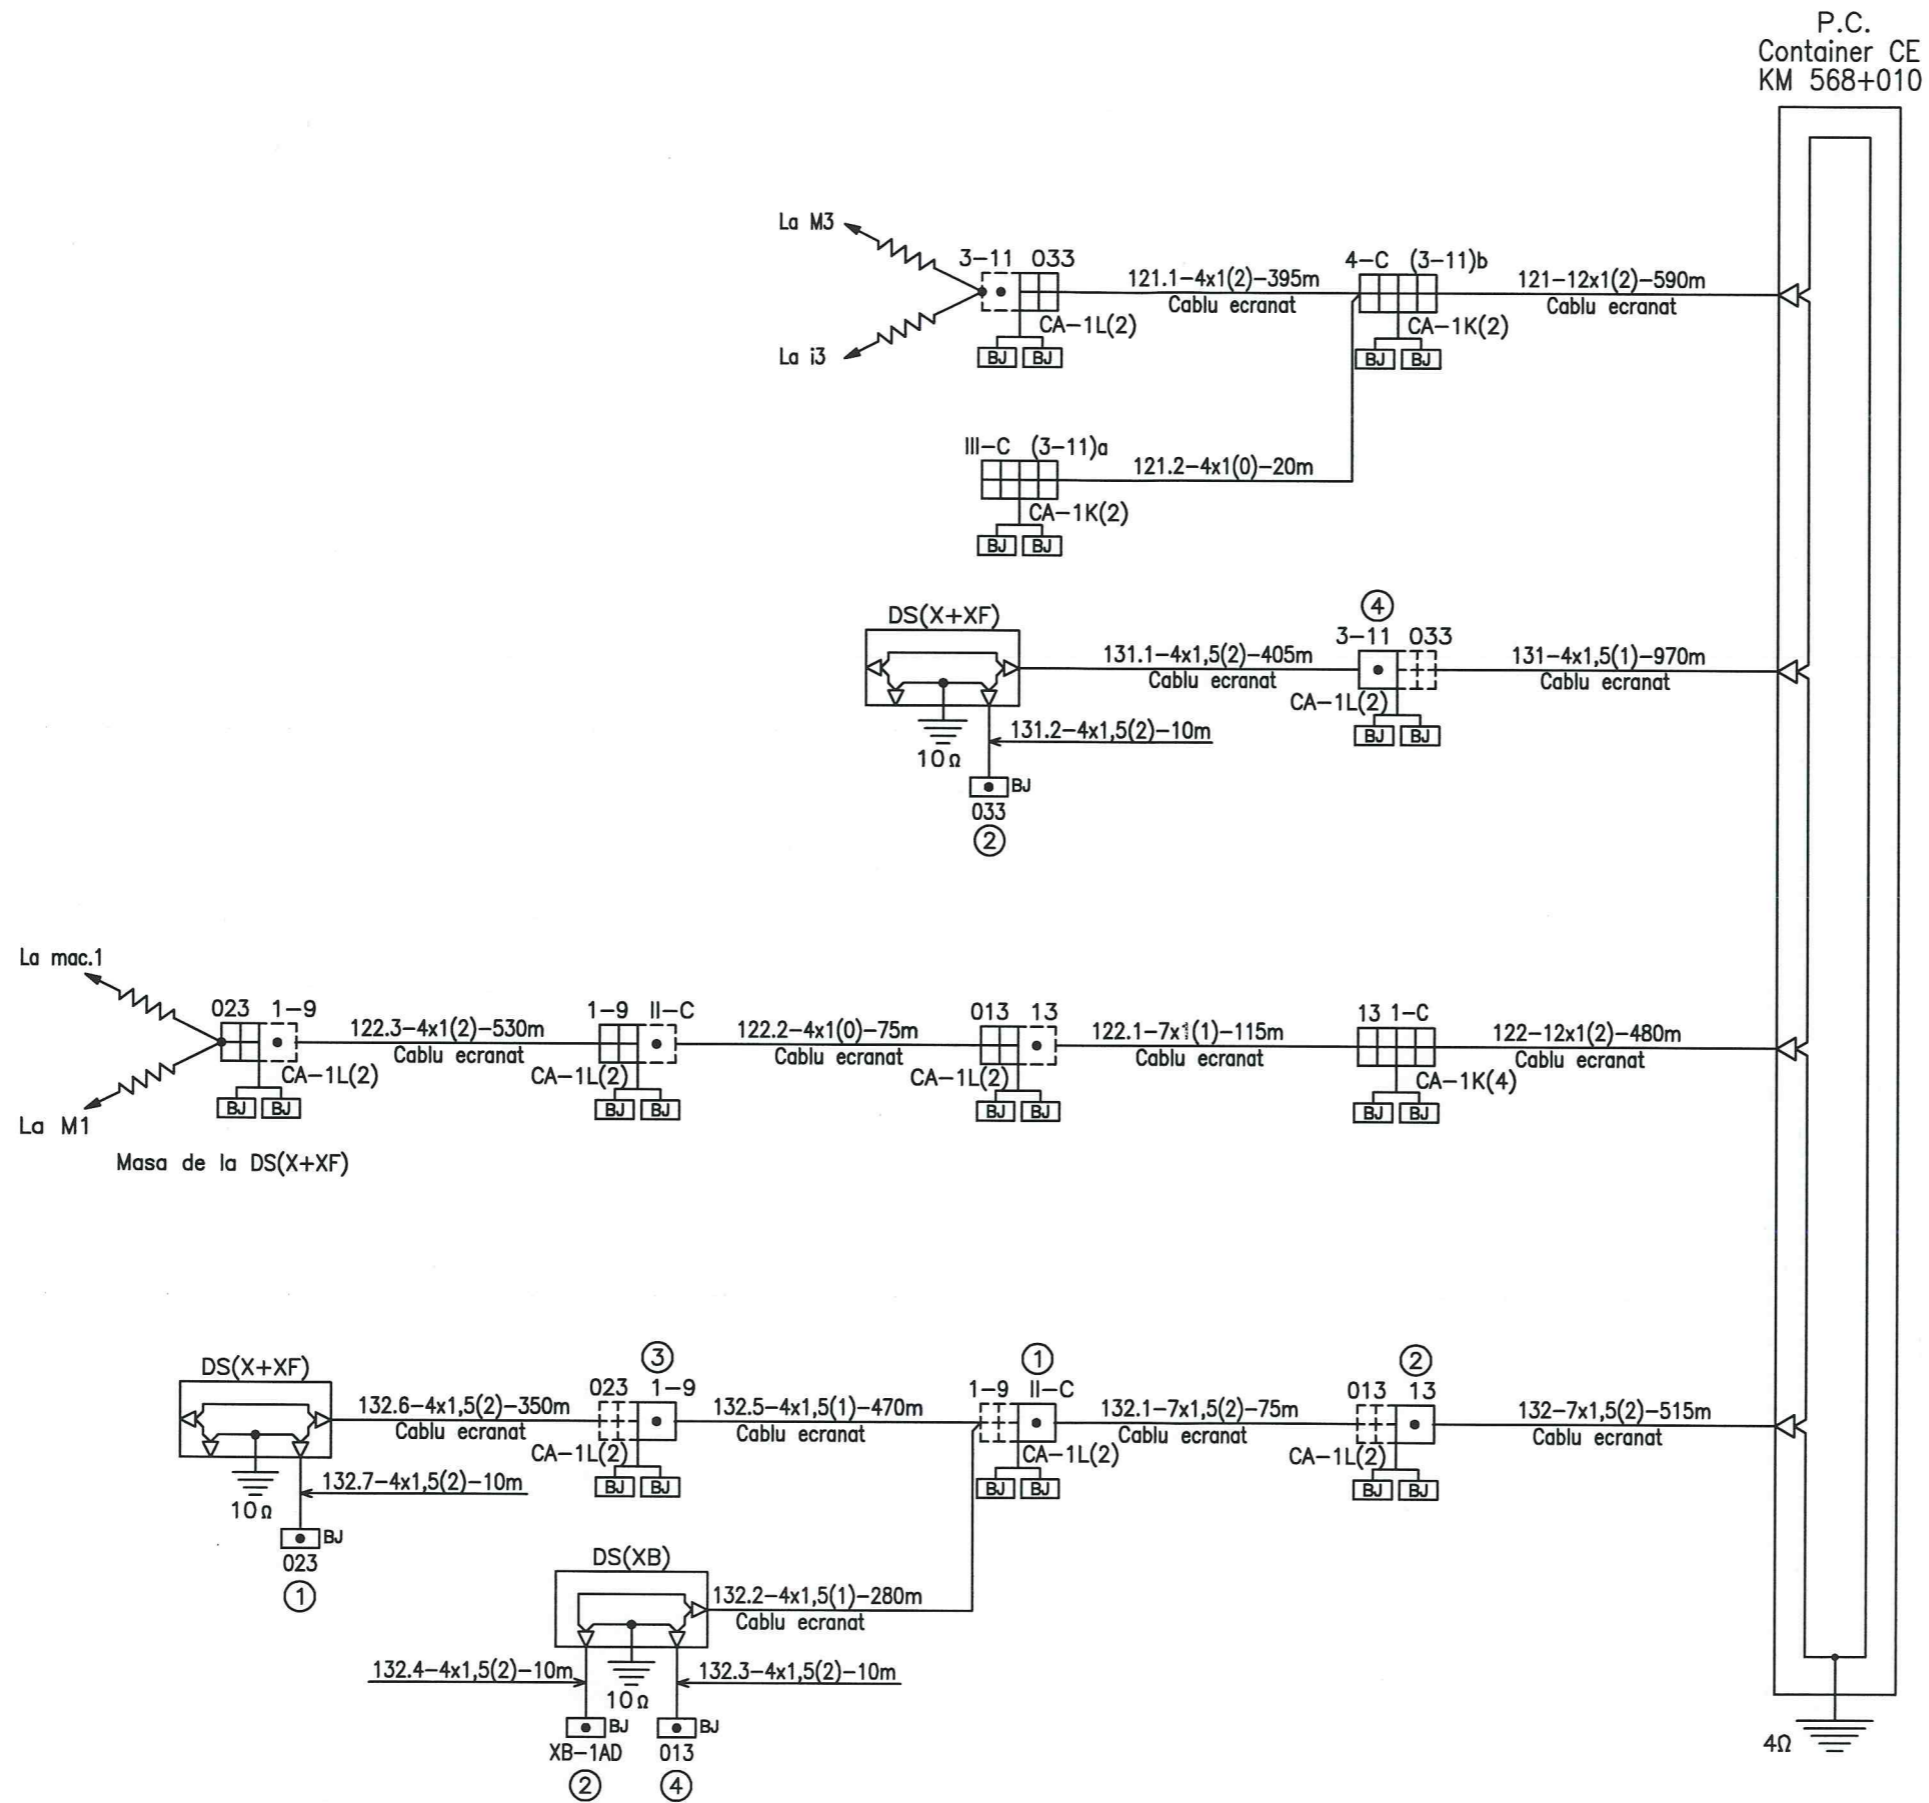 P.C.
Container CE
KM 568+010
La M3
3-11 033
121.1-4x1(2)-395m
Cablu ecranat
4-C (3-11)b
121-12x1(2)-590m
Cablu ecranat
CA-1L(2)
CA-1K(2)
La i3
BJ BJ
BJ BJ
III-C (3-11)a
121.2-4x1(0)-20m
CA-1K(2)
BJ BJ
DS(X+XF)
4
3-11 033
131.1-4x1,5(2)-405m
Cablu ecranat
131-4x1,5(1)-970m
Cablu ecranat
CA-1L(2)
BJ BJ
131.2-4x1,5(2)-10m
10Ω
BJ
033
2
La mac.1
023 1-9
122.3-4x1(2)-530m
Cablu ecranat
1-9 II-C
122.2-4x1(0)-75m
Cablu ecranat
013 13
122.1-7x1(1)-115m
Cablu ecranat
13 1-C
122-12x1(2)-480m
Cablu ecranat
CA-1L(2)
CA-1L(2)
CA-1L(2)
CA-1K(4)
BJ BJ
BJ BJ
BJ BJ
BJ BJ
La M1
Masa de la DS(X+XF)
DS(X+XF)
3
1
2
023 1-9
1-9 II-C
013 13
132.6-4x1,5(2)-350m
Cablu ecranat
132.5-4x1,5(1)-470m
Cablu ecranat
132.1-7x1,5(2)-75m
Cablu ecranat
132-7x1,5(2)-515m
Cablu ecranat
CA-1L(2)
CA-1L(2)
CA-1L(2)
BJ BJ
BJ BJ
BJ BJ
132.7-4x1,5(2)-10m
10Ω
BJ
023
1
DS(XB)
132.2-4x1,5(1)-280m
Cablu ecranat
132.4-4x1,5(2)-10m
132.3-4x1,5(2)-10m
10Ω
BJ
BJ
XB-1AD
013
2
4
4Ω